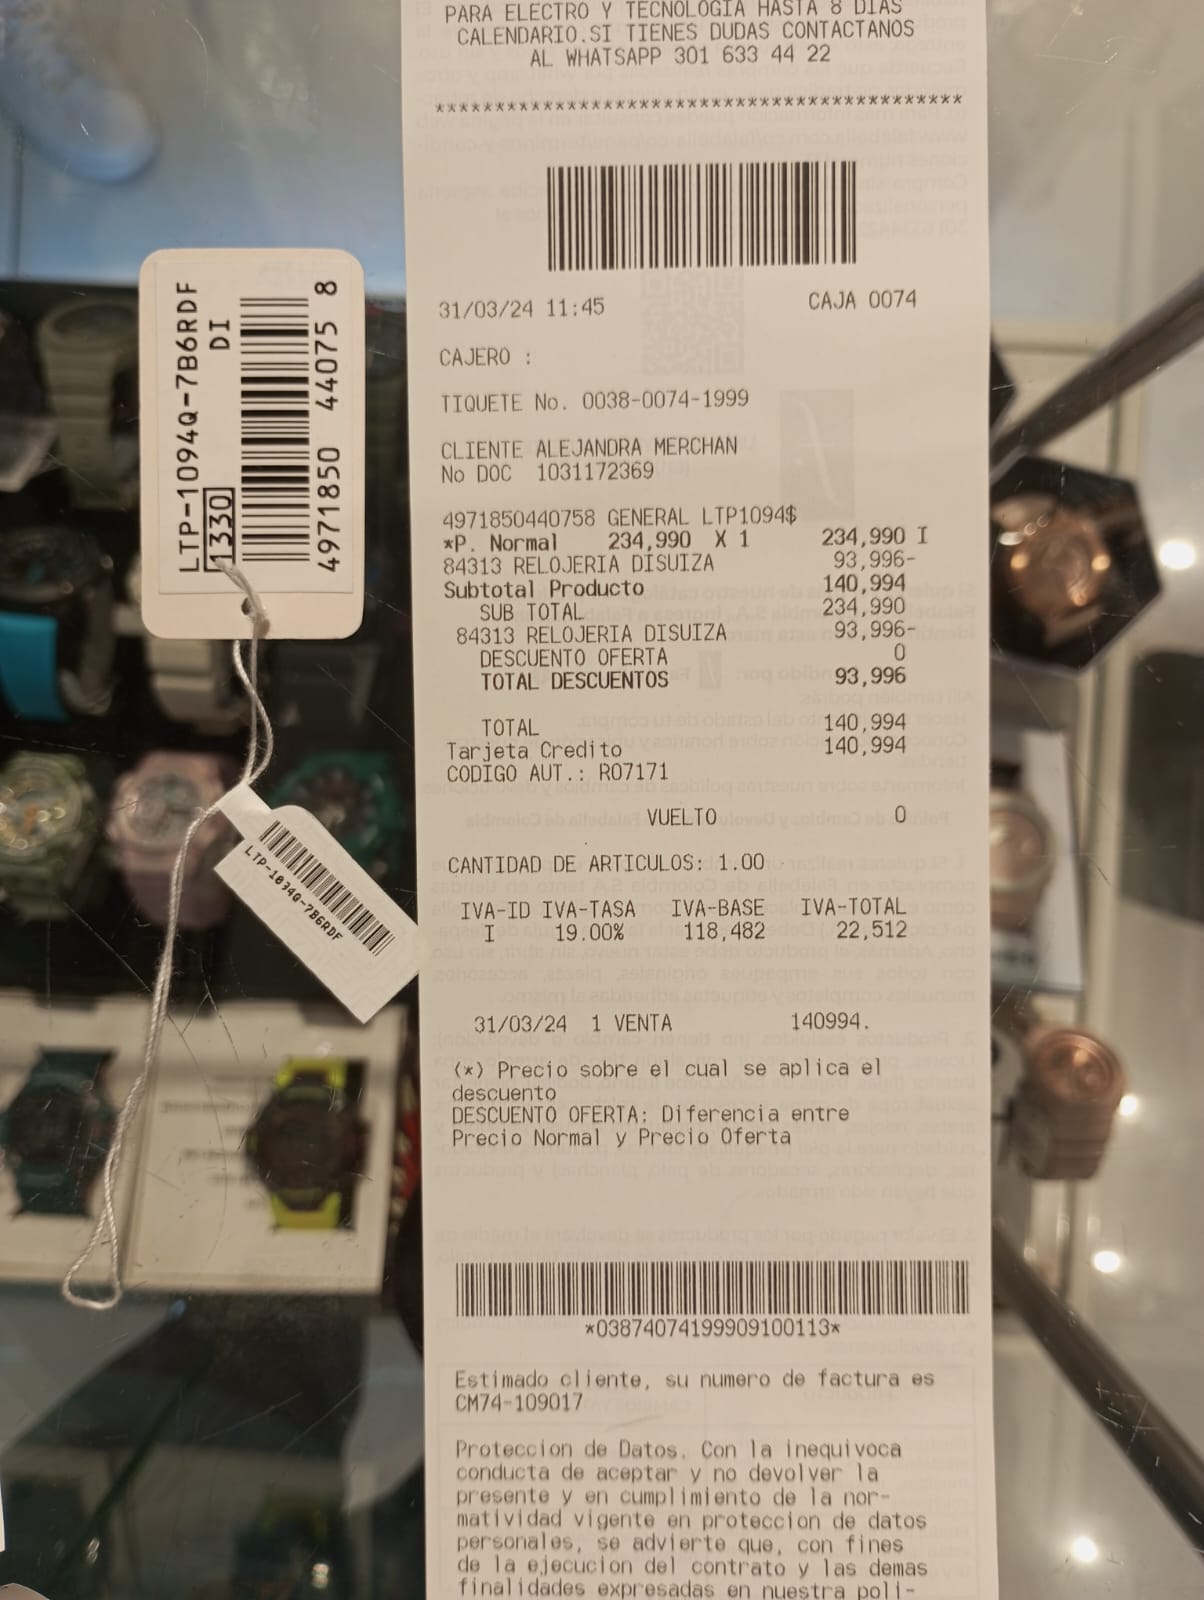 PARA ELECTRO Y TECNOLOGIA HASTA 8 DIAS
CALENDARIO.SI TIENES DUDAS CONTACTANOS
AL WHATSAPP 301 633 44 22
********************************************
31/03/24 11:45 CAJA 0074
CAJERO :
TIQUETE No. 0038-0074-1999
CLIENTE ALEJANDRA MERCHAN
No DOC 1031172369
4971850440758 GENERAL LTP1094$
*P. Normal 234,990 X 1 234,990 I
84313 RELOJERIA DISUIZA 93,996-
Subtotal Producto 140,994
SUB TOTAL 234,990
84313 RELOJERIA DISUIZA 93,996-
DESCUENTO OFERTA 0
TOTAL DESCUENTOS 93,996
TOTAL 140,994
Tarjeta Credito 140,994
CODIGO AUT.: R07171
VUELTO 0
CANTIDAD DE ARTICULOS: 1.00
IVA-ID IVA-TASA IVA-BASE IVA-TOTAL
I 19.00% 118,482 22,512
31/03/24 1 VENTA 140994.
(*) Precio sobre el cual se aplica el
descuento
DESCUENTO OFERTA: Diferencia entre
Precio Normal y Precio Oferta
*03874074199909100113*
Estimado cliente, su numero de factura es
CM74-109017
Proteccion de Datos. Con la inequivoca
conducta de aceptar y no devolver la
presente y en cumplimiento de la nor-
matividad vigente en proteccion de datos
personales, se advierte que, con fines
de la ejecucion del contrato y las demas
finalidades expresadas en nuestra poli-
LTP-1094Q-7B6RDF
DI
1330
4971850 44075 8
LTP-1094Q-7B6RDF